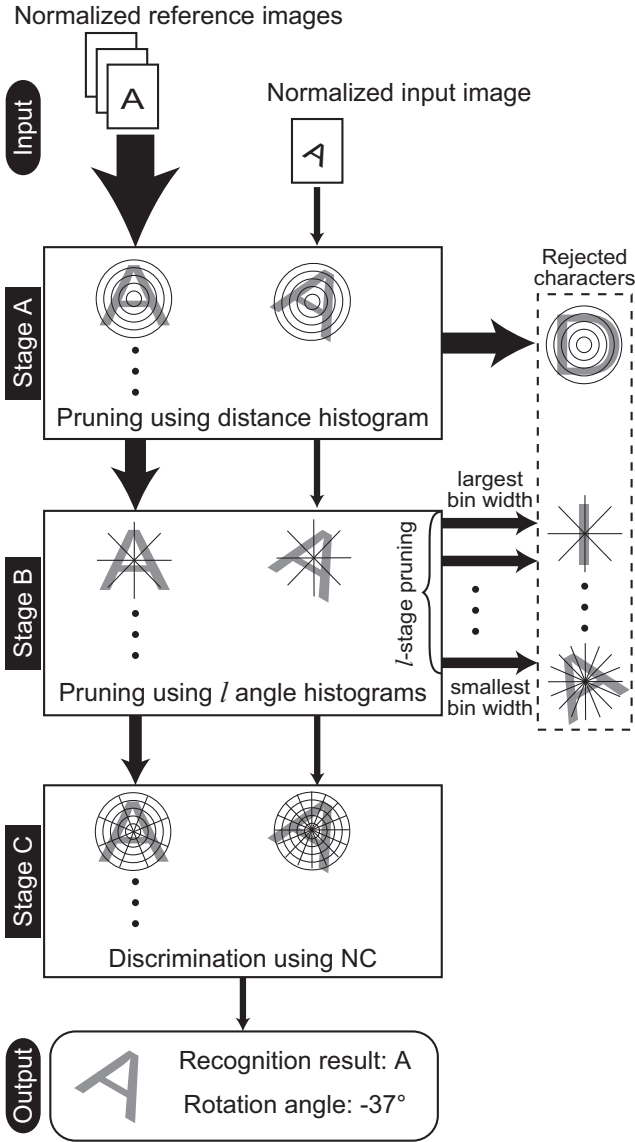 Normalized reference images
A
Input
Normalized input image
A
Rejected
characters
Stage A
A
A
D
Pruning using distance histogram
largest
bin width
Stage B
A
A
I
l-stage pruning
Pruning using l angle histograms
smallest
bin width
A
Stage C
A
A
Discrimination using NC
Output
A
Recognition result: A
Rotation angle: -37°